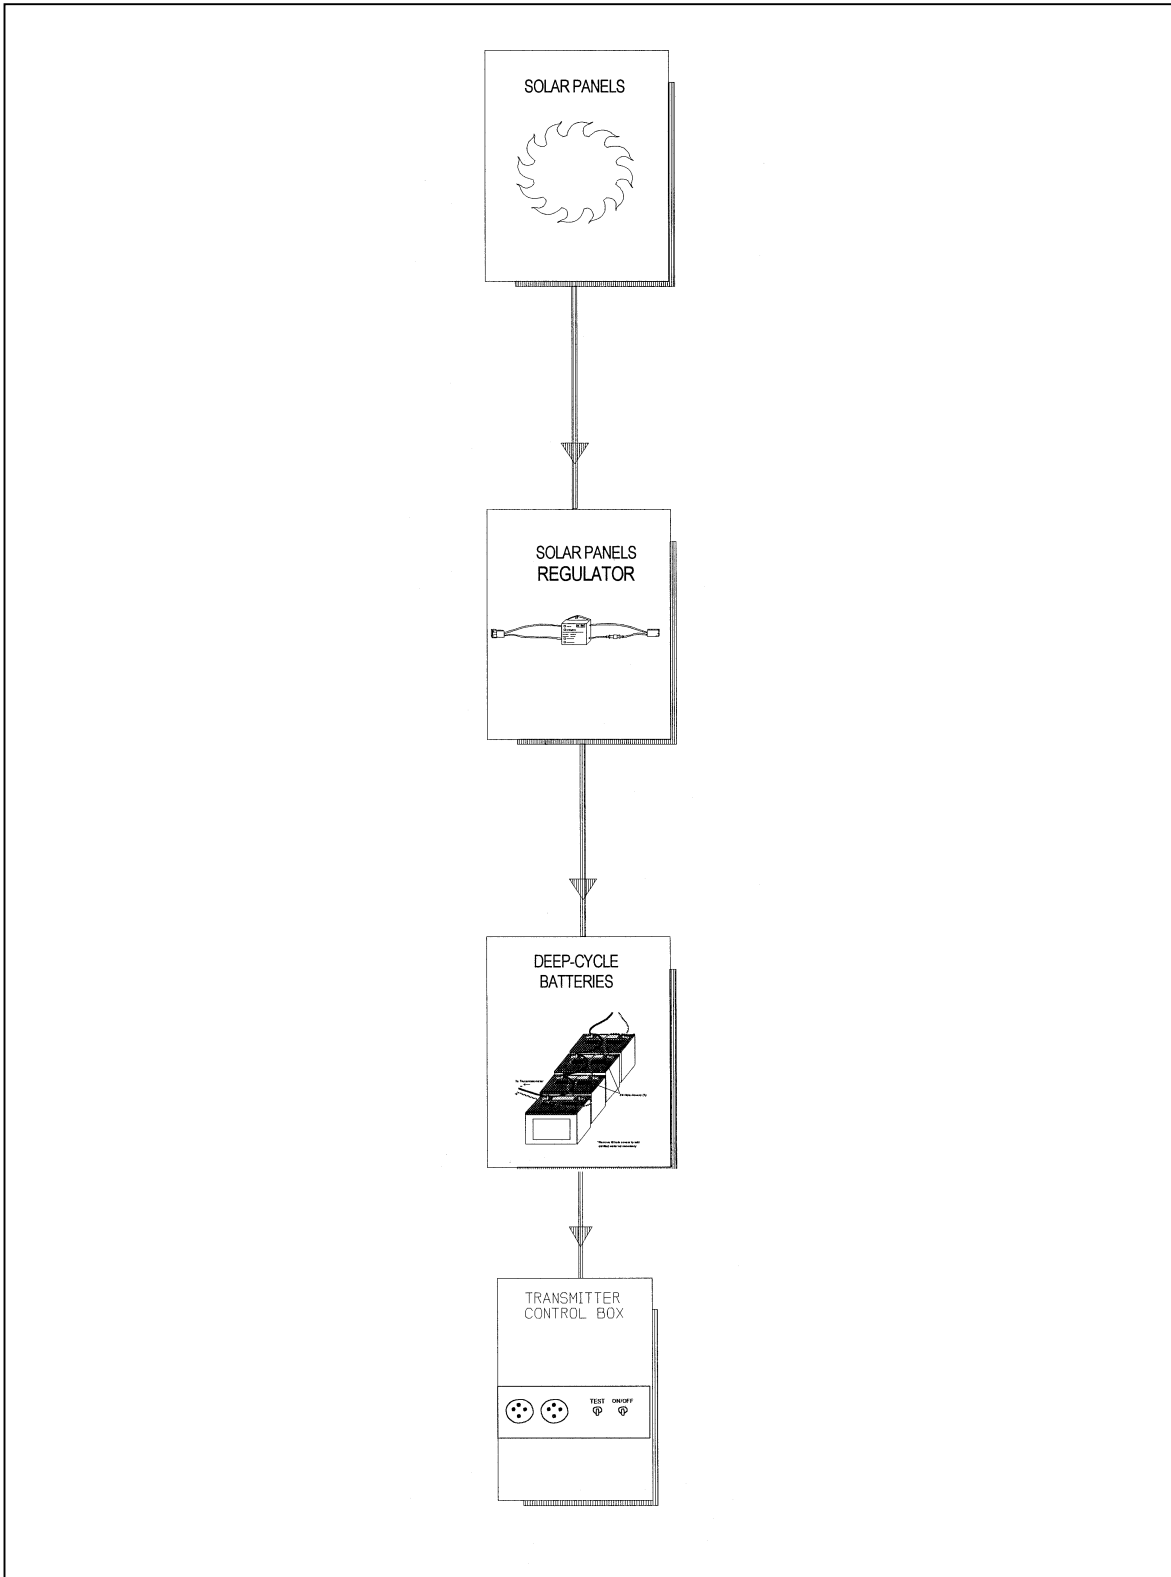 SOLAR PANELS
SOLAR PANELS
REGULATOR
DEEP-CYCLE
BATTERIES
TRANSMITTER
CONTROL BOX
TEST ON/OFF